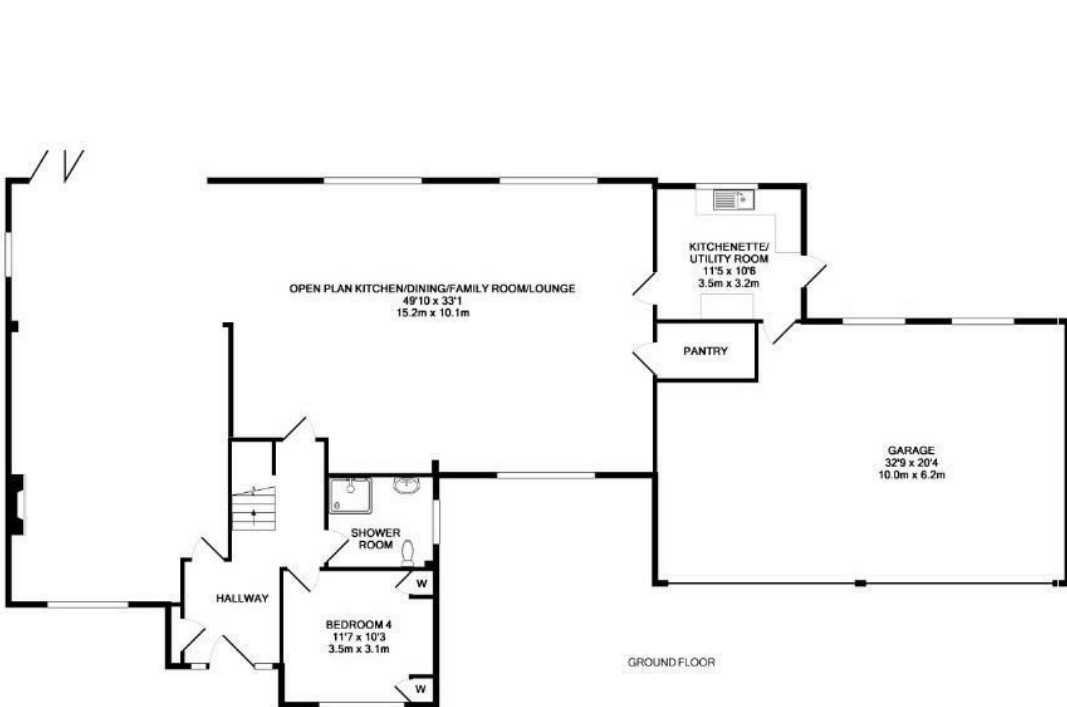 KITCHENETTE/
UTILITY ROOM
11'5 x 10'6
3.5m x 3.2m
OPEN PLAN KITCHEN/DINING/FAMILY ROOM/LOUNGE
49'10 x 33'1
15.2m x 10.1m
PANTRY
GARAGE
32'9 x 20'4
10.0m x 6.2m
SHOWER
ROOM
W
HALLWAY
BEDROOM 4
11'7 x 10'3
3.5m x 3.1m
W
GROUND FLOOR